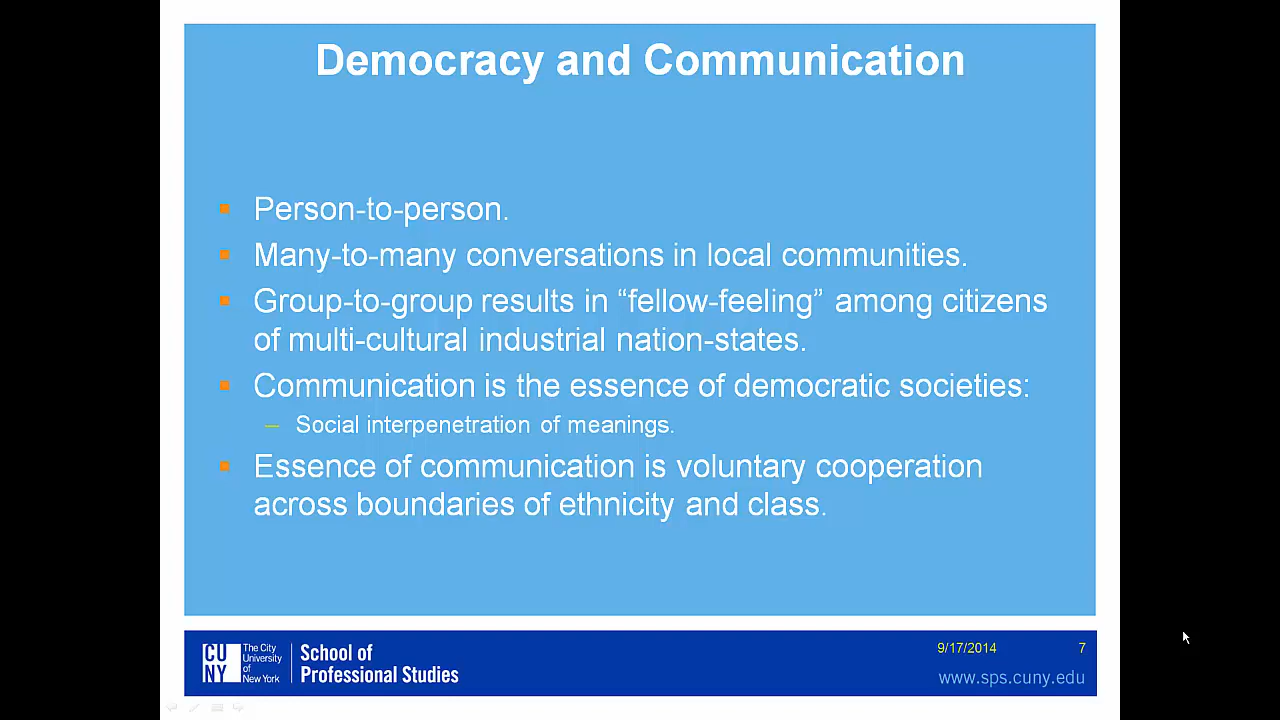 Democracy and Communication
Person-to-person.
Many-to-many conversations in local communities.
Group-to-group results in “fellow-feeling” among citizens
of multi-cultural industrial nation-states.
Communication is the essence of democratic societies:
– Social interpenetration of meanings.
Essence of communication is voluntary cooperation
across boundaries of ethnicity and class.
CU
NY
The City
University
of
New York
School of
Professional Studies
9/17/2014
7
www.sps.cuny.edu